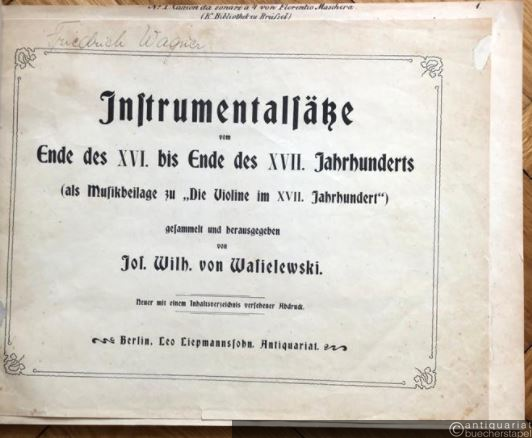 No. 1 Canzon da sonare a 4 von Florentio Maschera 1.
(K. Bibliothek zu Brüssel)
Friedrich Wagner
Inſtrumentalſätze
vom
Ende des XVI. bis Ende des XVII. Jahrhunderts
(als Muſikbeilage zu „Die Violine im XVII. Jahrhundert“)
geſammelt und herausgegeben
von
Joſ. Wilh. von Waſielewski.
Neuer mit einem Inhaltsverzeichnis verſehener Abdruck.
Berlin, Leo Liepmannsſohn. Antiquariat.
©antiquariat
buecherstapel